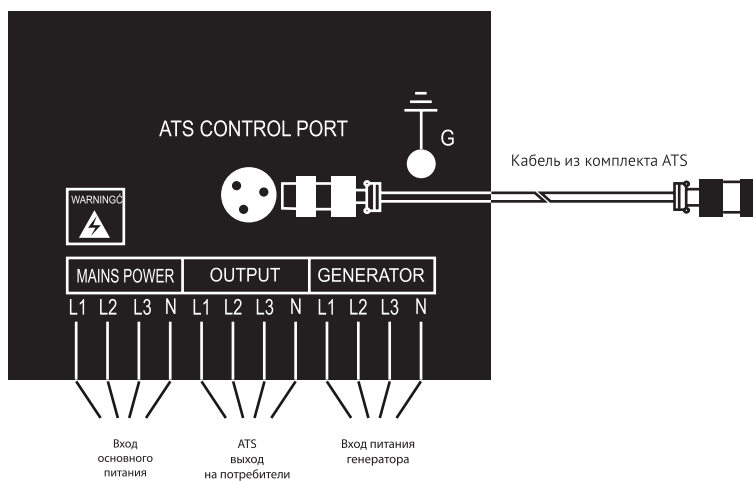 ATS CONTROL PORT
G
Кабель из комплекта ATS
WARNINGĆ
MAINS POWER OUTPUT GENERATOR
L1 L2 L3 N L1 L2 L3 N L1 L2 L3 N
Вход
основного
питания
ATS
выход
на потребители
Вход питания
генератора